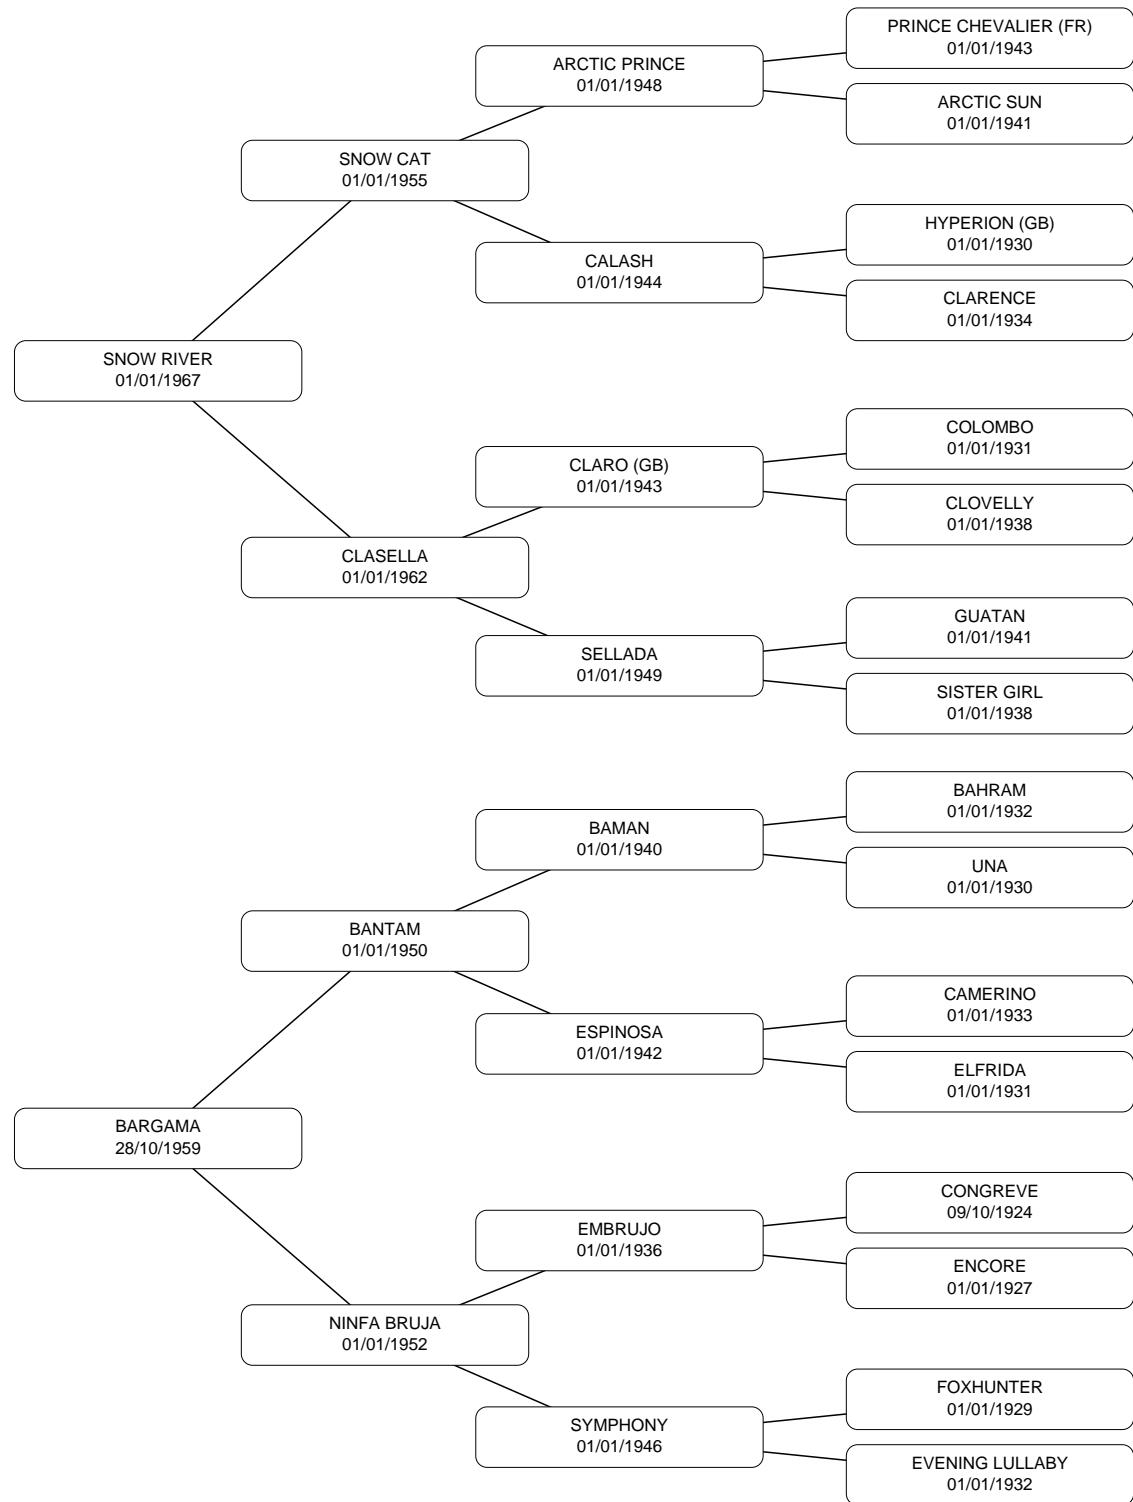 PRINCE CHEVALIER (FR)
01/01/1943
ARCTIC PRINCE
01/01/1948
ARCTIC SUN
01/01/1941
SNOW CAT
01/01/1955
HYPERION (GB)
01/01/1930
CALASH
01/01/1944
CLARENCE
01/01/1934
SNOW RIVER
01/01/1967
COLOMBO
01/01/1931
CLARO (GB)
01/01/1943
CLOVELLY
01/01/1938
CLASELLA
01/01/1962
GUATAN
01/01/1941
SELLADA
01/01/1949
SISTER GIRL
01/01/1938
BAHRAM
01/01/1932
BAMAN
01/01/1940
UNA
01/01/1930
BANTAM
01/01/1950
CAMERINO
01/01/1933
ESPINOSA
01/01/1942
ELFRIDA
01/01/1931
BARGAMA
28/10/1959
CONGREVE
09/10/1924
EMBRUJO
01/01/1936
ENCORE
01/01/1927
NINFA BRUJA
01/01/1952
FOXHUNTER
01/01/1929
SYMPHONY
01/01/1946
EVENING LULLABY
01/01/1932